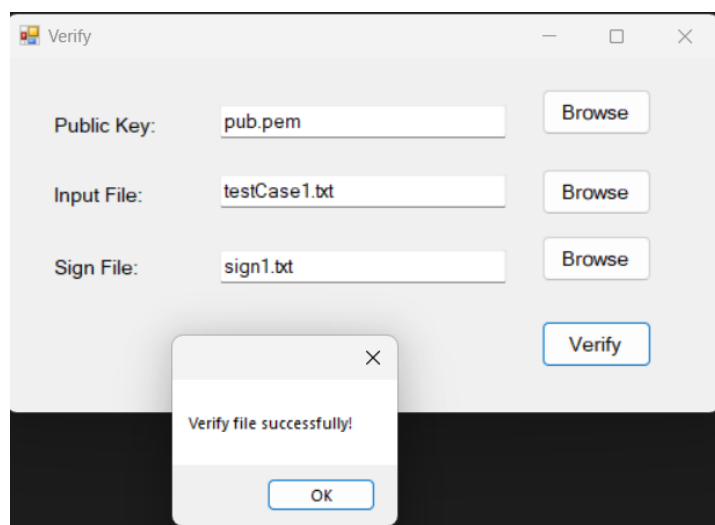 Verify
Public Key: pub.pem Browse
Input File: testCase1.txt Browse
Sign File: sign1.txt Browse
Verify
Verify file successfully!
OK